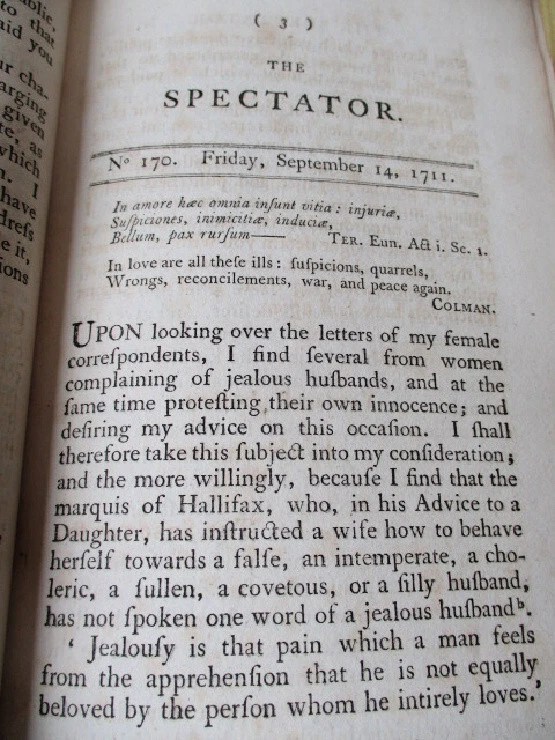 ( 3 )
THE
SPECTATOR.
Nº 170. Friday, September 14, 1711.
In amore hæc omnia inſunt vitia: injuriæ,
Suſpiciones, inimicitiæ, induciæ,
Bellum, pax rurſum—— TER. Eun. Act i. Sc. 1.
In love are all theſe ills: ſuſpicions, quarrels,
Wrongs, reconcilements, war, and peace again.
COLMAN.
UPON looking over the letters of my female
correſpondents, I find ſeveral from women
complaining of jealous huſbands, and at the
ſame time proteſting their own innocence; and
deſiring my advice on this occaſion. I ſhall
therefore take this ſubject into my conſideration;
and the more willingly, becauſe I find that the
marquis of Hallifax, who, in his Advice to a
Daughter, has inſtructed a wife how to behave
herſelf towards a falſe, an intemperate, a cho-
leric, a ſullen, a covetous, or a ſilly huſband,
has not ſpoken one word of a jealous huſbandᵇ.
‘ Jealouſy is that pain which a man feels
from the apprehenſion that he is not equally
beloved by the perſon whom he intirely loves.’